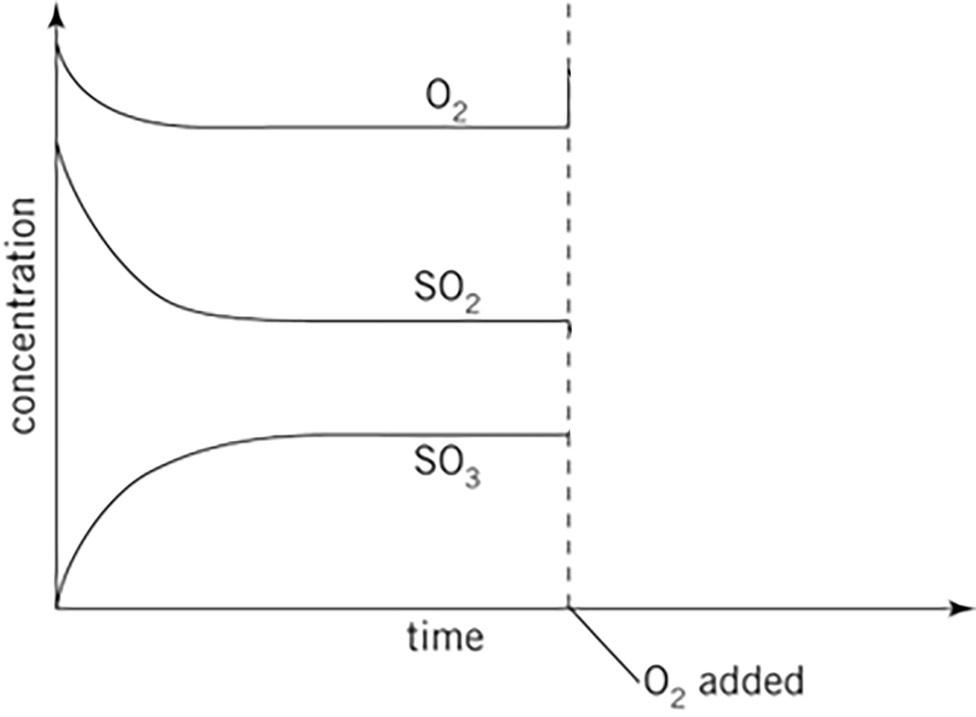 O₂
SO₂
SO₃
concentration
time
O₂ added